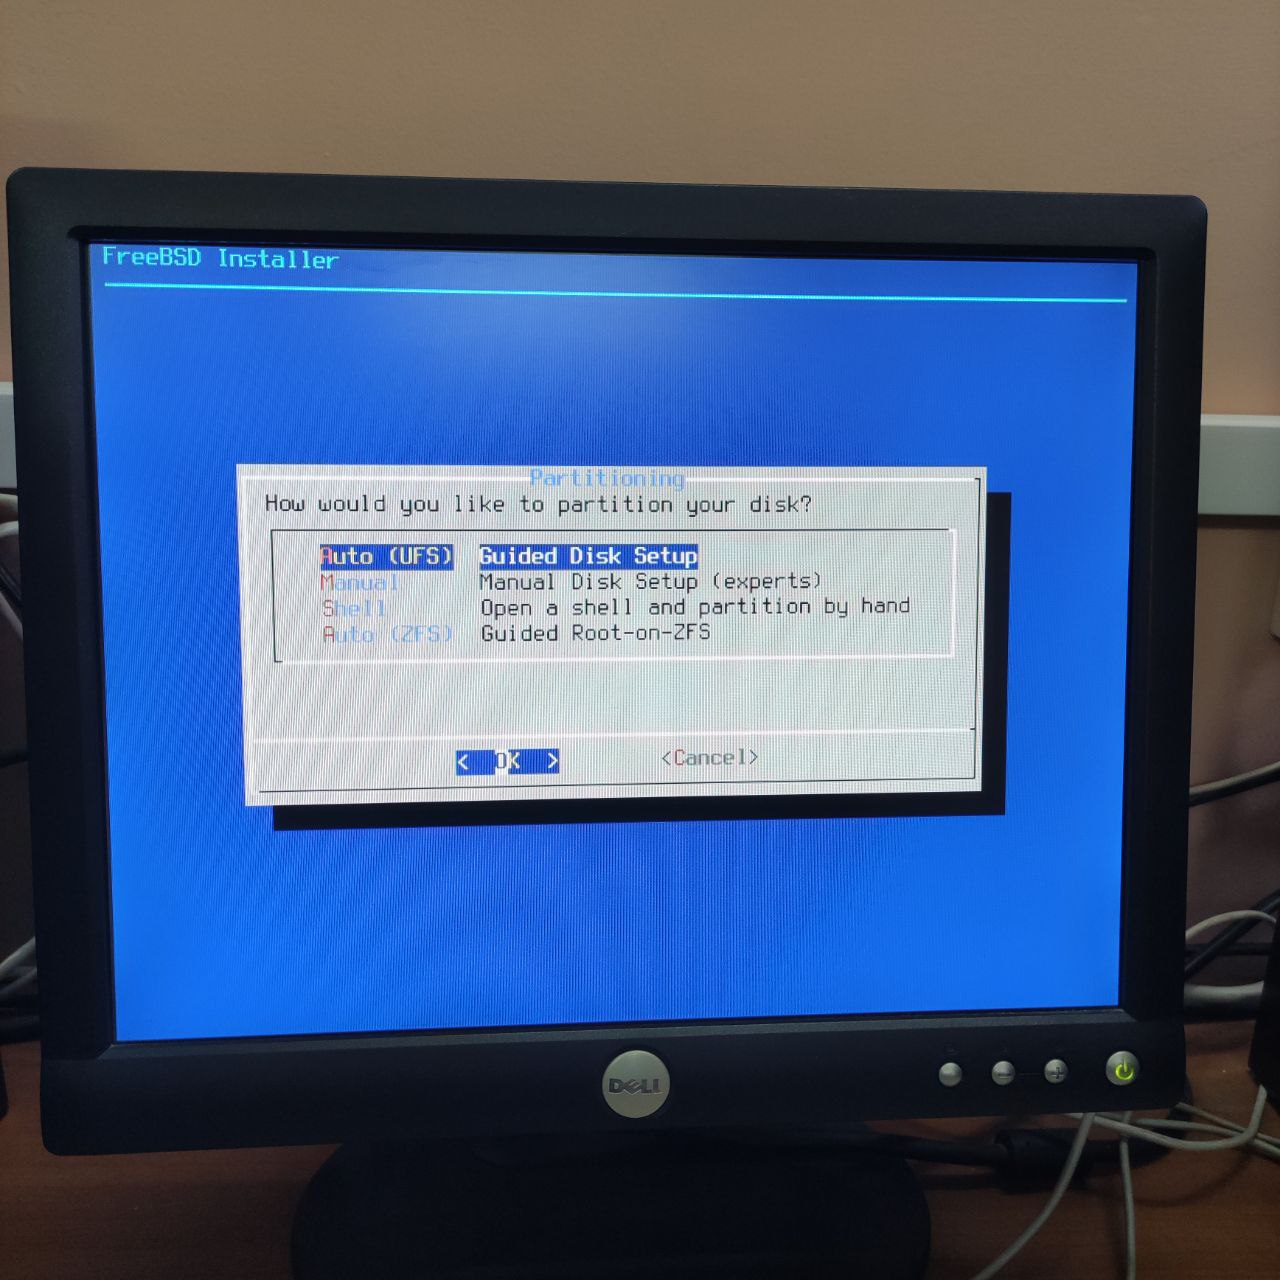 FreeBSD Installer
Partitioning
How would you like to partition your disk?
Auto (UFS) Guided Disk Setup
Manual Manual Disk Setup (experts)
Shell Open a shell and partition by hand
Auto (ZFS) Guided Root-on-ZFS
< OK > <Cancel>
DELL